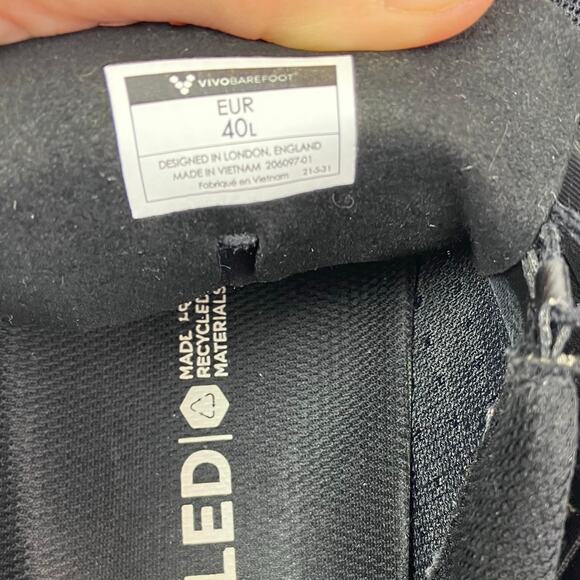 VIVOBAREFOOT
EUR
40L
DESIGNED IN LONDON, ENGLAND
MADE IN VIETNAM 206097-01
Fabriqué en Vietnam 21-5-31
MADE
RECYCLED
MATERIALS
LED